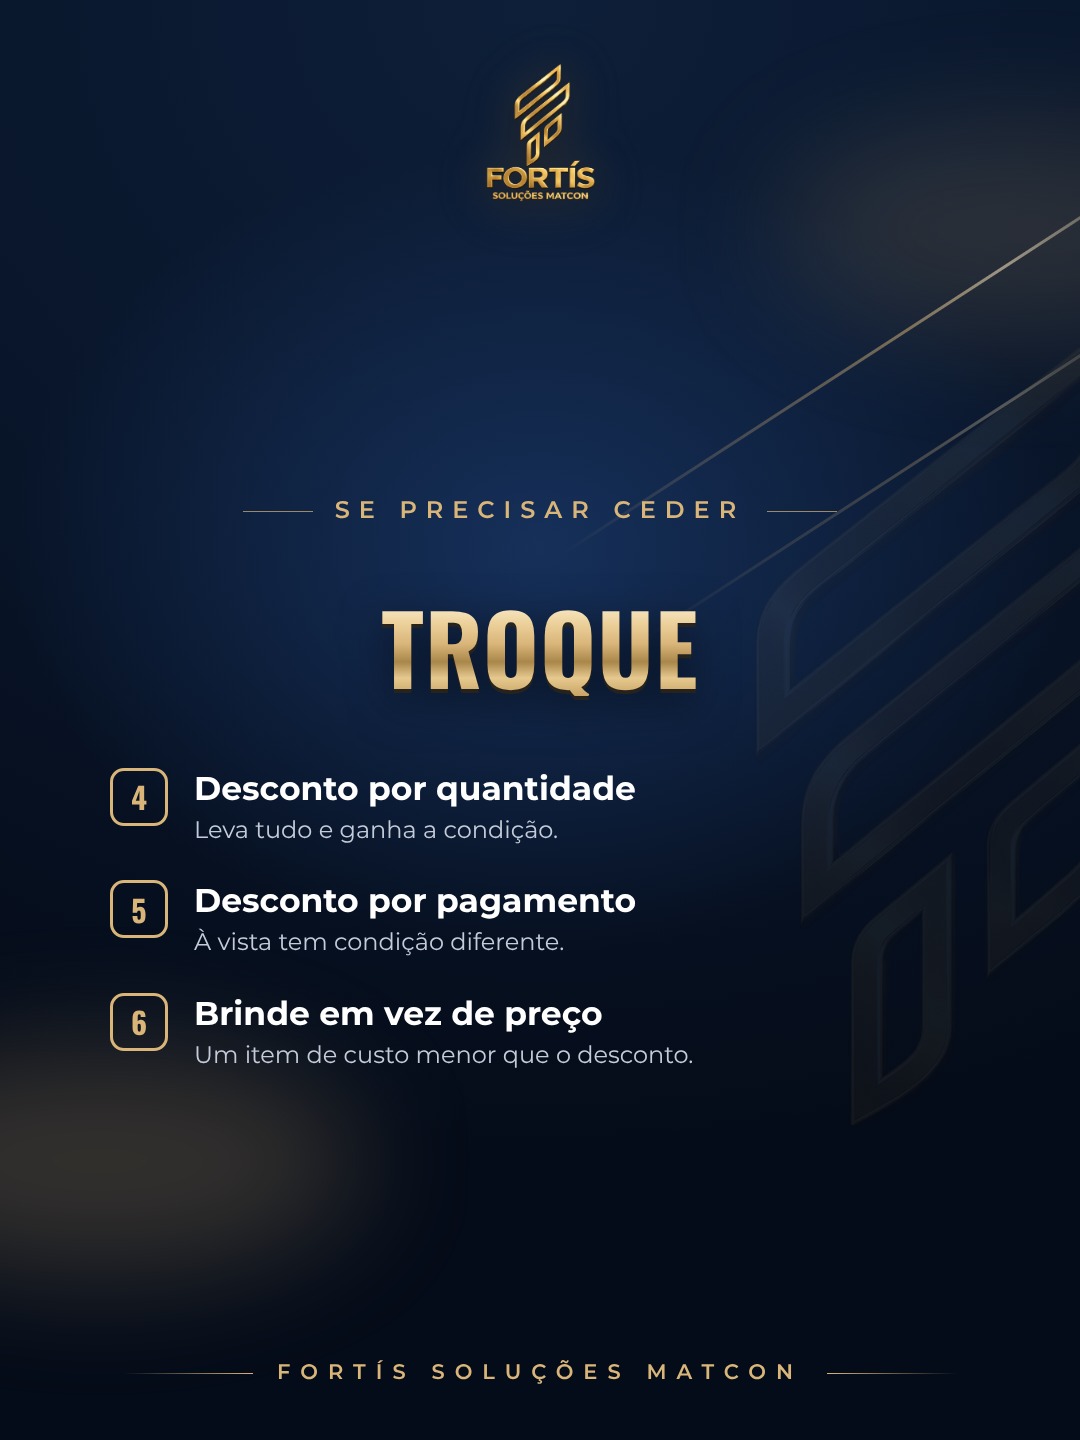 FORTÍS
SOLUÇÕES MATCON
SE PRECISAR CEDER
TROQUE
4
Desconto por quantidade
Leva tudo e ganha a condição.
5
Desconto por pagamento
À vista tem condição diferente.
6
Brinde em vez de preço
Um item de custo menor que o desconto.
FORTÍS SOLUÇÕES MATCON